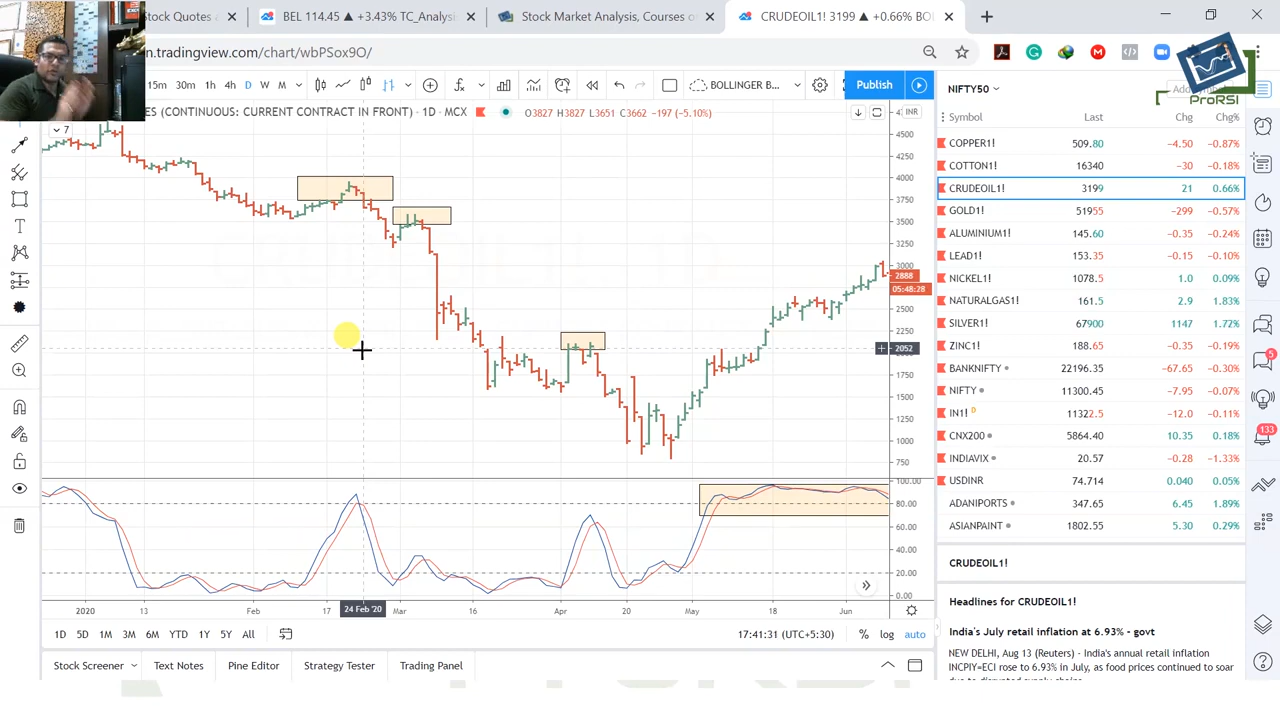 Stock Quotes a
BEL 114.45 ▲ +3.43% TC_Analys
Stock Market Analysis, Courses o
CRUDEOIL1! 3199 ▲ +0.66% BO
n.tradingview.com/chart/wbPSox9O/
15m 30m D W M
BOLLINGER B...
Publish
ProRSI
7
US: CURRENT CONTRACT IN FRONT) · 1D · MCX
O3827 H3827 L3651 C3662 −197 (−5.10%)
INR
4500
4250
4000
3750
3500
3250
3000
2888
05:48:28
2500
2250
2052
1750
1500
1250
1000
750
100.00
80.00
60.00
40.00
20.00
0.00
2020 13 Feb 17 24 Feb '20 Mar 16 Apr 20 May 18 Jun
1D 5D 1M 3M 6M YTD 1Y 5Y All
17:41:31 (UTC+5:30) % log auto
Stock Screener Text Notes Pine Editor Strategy Tester Trading Panel
NIFTY50
Symbol Last Chg Chg%
COPPER1! 509.80 −4.50 −0.87%
COTTON1! 16340 −30 −0.18%
CRUDEOIL1! 3199 21 0.66%
GOLD1! 51955 −299 −0.57%
ALUMINIUM1! 145.60 −0.35 −0.24%
LEAD1! 153.35 −0.15 −0.10%
NICKEL1! 1078.5 1.0 0.09%
NATURALGAS1! 161.5 2.9 1.83%
SILVER1! 67900 1147 1.72%
ZINC1! 188.65 −0.35 −0.19%
BANKNIFTY 22196.35 −67.65 −0.30%
NIFTY 11300.45 −7.95 −0.07%
IN1! D 11322.5 −12.0 −0.11%
CNX200 5864.40 10.35 0.18%
INDIAVIX 20.57 −0.28 −1.33%
USDINR 74.714 0.040 0.05%
ADANIPORTS 347.65 6.45 1.89%
ASIANPAINT 1802.55 5.30 0.29%
5
133
CRUDEOIL1!
Headlines for CRUDEOIL1!
India's July retail inflation at 6.93% - govt
NEW DELHI, Aug 13 (Reuters) - India's annual retail inflation
INCPIY=ECI rose to 6.93% in July, as food prices continued to soar